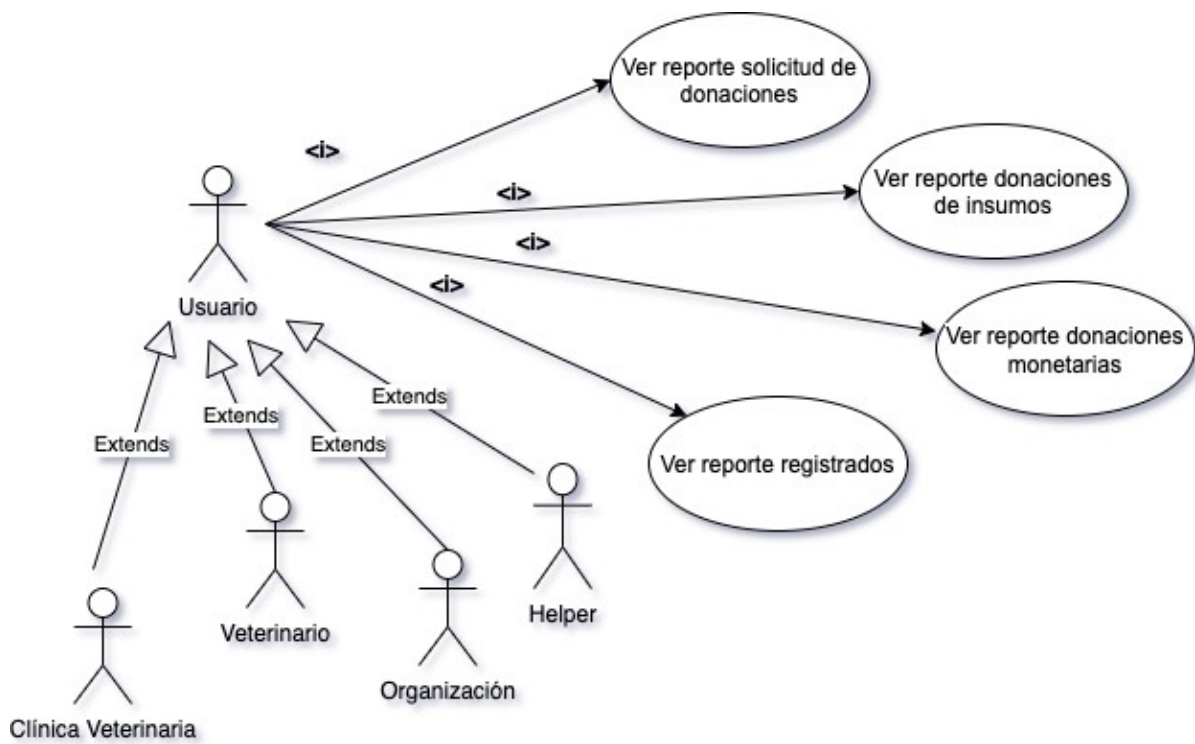 Ver reporte solicitud de
donaciones
<i>
Ver reporte donaciones
de insumos
<i>
<i>
<i>
Usuario
Ver reporte donaciones
monetarias
Extends
Extends
Extends
Extends
Ver reporte registrados
Helper
Veterinario
Organización
Clínica Veterinaria